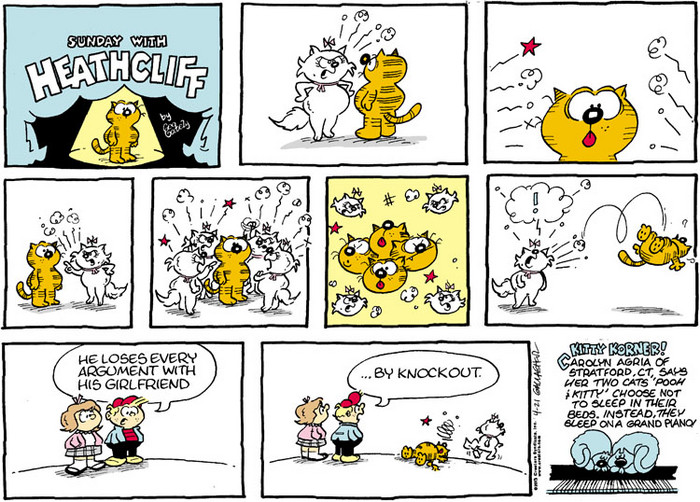 SUNDAY WITH
HEATHCLIFF
by
!
HE LOSES EVERY
ARGUMENT WITH
HIS GIRLFRIEND
...BY KNOCKOUT.
4-21 GALLAGHER
KITTY KORNER!
CAROLYN AGRIA OF
STRATFORD, CT, SAYS
HER TWO CATS "POOH
& KITTY" CHOOSE NOT
TO SLEEP IN THEIR
BEDS. INSTEAD, THEY
SLEEP ON A GRAND PIANO!